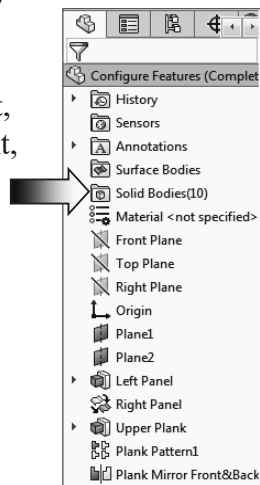 t,
t,
Configure Features (Complet
History
Sensors
Annotations
Surface Bodies
Solid Bodies(10)
Material <not specified>
Front Plane
Top Plane
Right Plane
Origin
Plane1
Plane2
Left Panel
Right Panel
Upper Plank
Plank Pattern1
Plank Mirror Front&Back